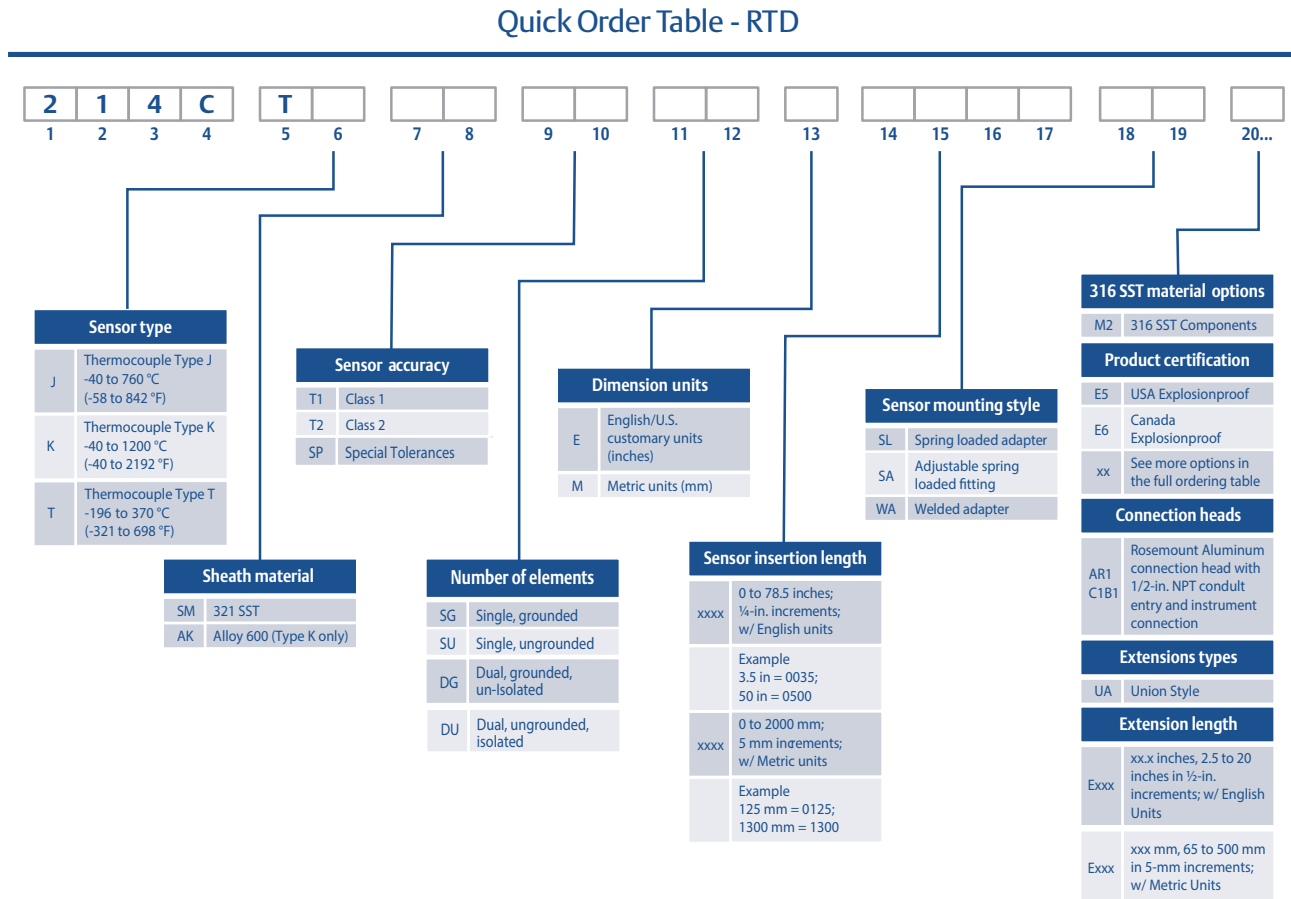 Quick Order Table - RTD
2 1 4 C T
1 2 3 4 5 6 7 8 9 10 11 12 13 14 15 16 17 18 19 20...
Sensor type
J
Thermocouple Type J
-40 to 760 °C
(-58 to 842 °F)
K
Thermocouple Type K
-40 to 1200 °C
(-40 to 2192 °F)
T
Thermocouple Type T
-196 to 370 °C
(-321 to 698 °F)
Sheath material
SM 321 SST
AK Alloy 600 (Type K only)
Sensor accuracy
T1 Class 1
T2 Class 2
SP Special Tolerances
Number of elements
SG Single, grounded
SU Single, ungrounded
DG
Dual, grounded,
un-Isolated
DU
Dual, ungrounded,
isolated
Dimension units
E
English/U.S.
customary units
(inches)
M Metric units (mm)
Sensor insertion length
xxxx
0 to 78.5 inches;
¼-in. increments;
w/ English units
Example
3.5 in = 0035;
50 in = 0500
xxxx
0 to 2000 mm;
5 mm increments;
w/ Metric units
Example
125 mm = 0125;
1300 mm = 1300
Sensor mounting style
SL Spring loaded adapter
SA
Adjustable spring
loaded fitting
WA Welded adapter
316 SST material options
M2 316 SST Components
Product certification
E5 USA Explosionproof
E6
Canada
Explosionproof
xx
See more options in
the full ordering table
Connection heads
AR1
C1B1
Rosemount Aluminum
connection head with
1/2-in. NPT condult
entry and instrument
connection
Extensions types
UA Union Style
Extension length
Exxx
xx.x inches, 2.5 to 20
inches in ½-in.
increments; w/ English
Units
Exxx
xxx mm, 65 to 500 mm
in 5-mm increments;
w/ Metric Units